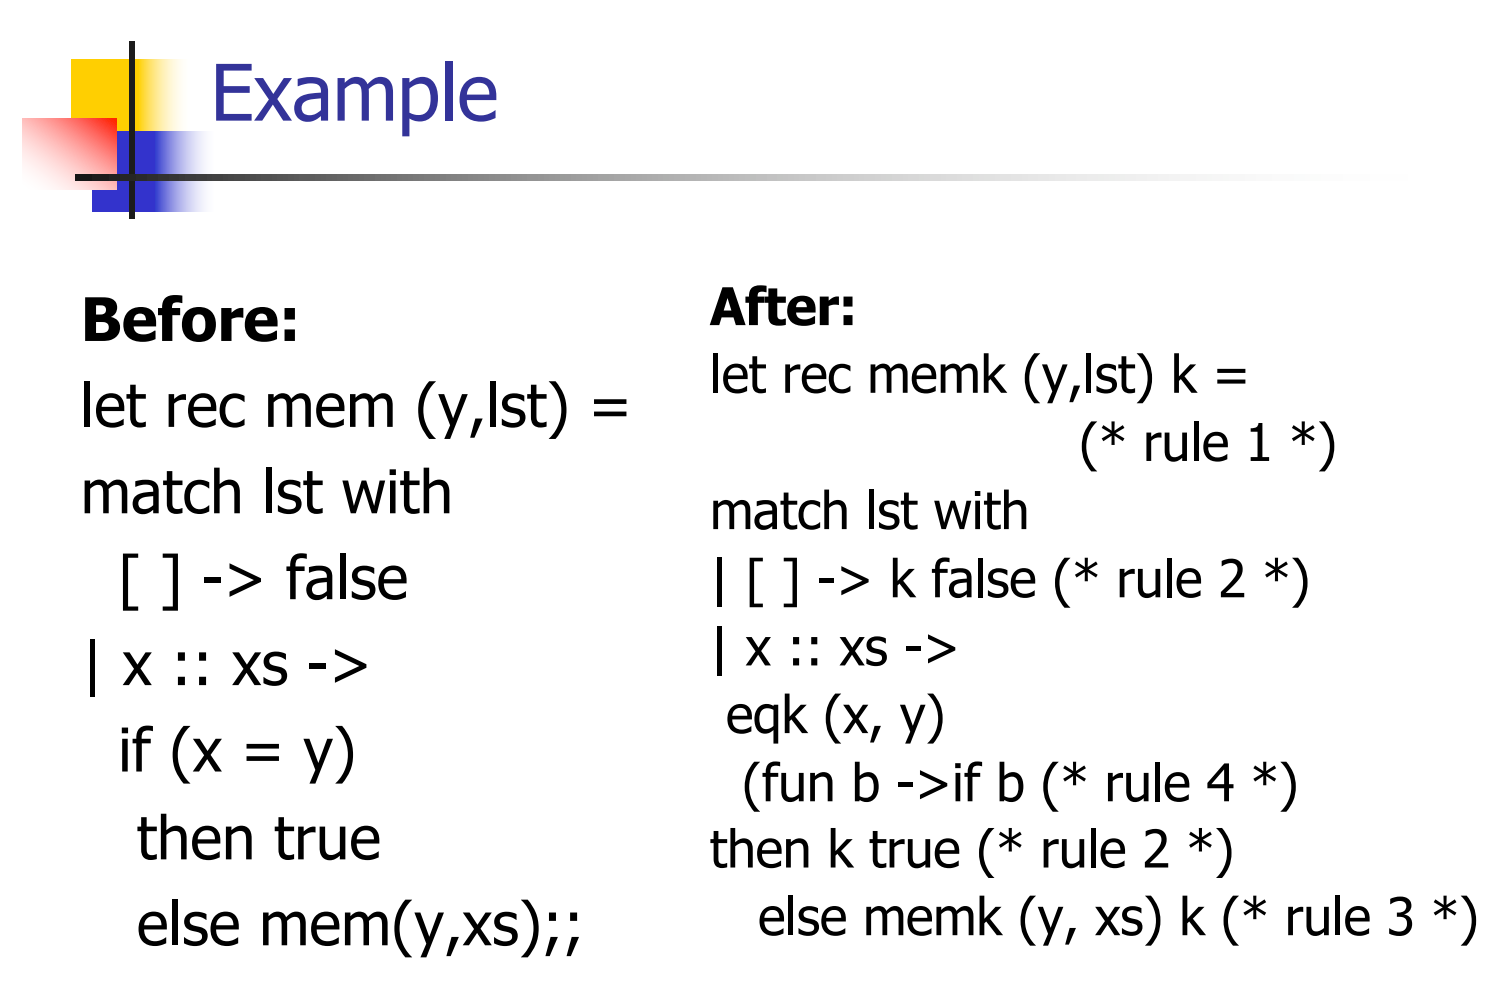 Example
Before:
let rec mem (y,lst) =
match lst with
[ ] -> false
| x :: xs ->
if (x = y)
then true
else mem(y,xs);;
After:
let rec memk (y,lst) k =
(* rule 1 *)
match lst with
| [ ] -> k false (* rule 2 *)
| x :: xs ->
eqk (x, y)
(fun b ->if b (* rule 4 *)
then k true (* rule 2 *)
else memk (y, xs) k (* rule 3 *)